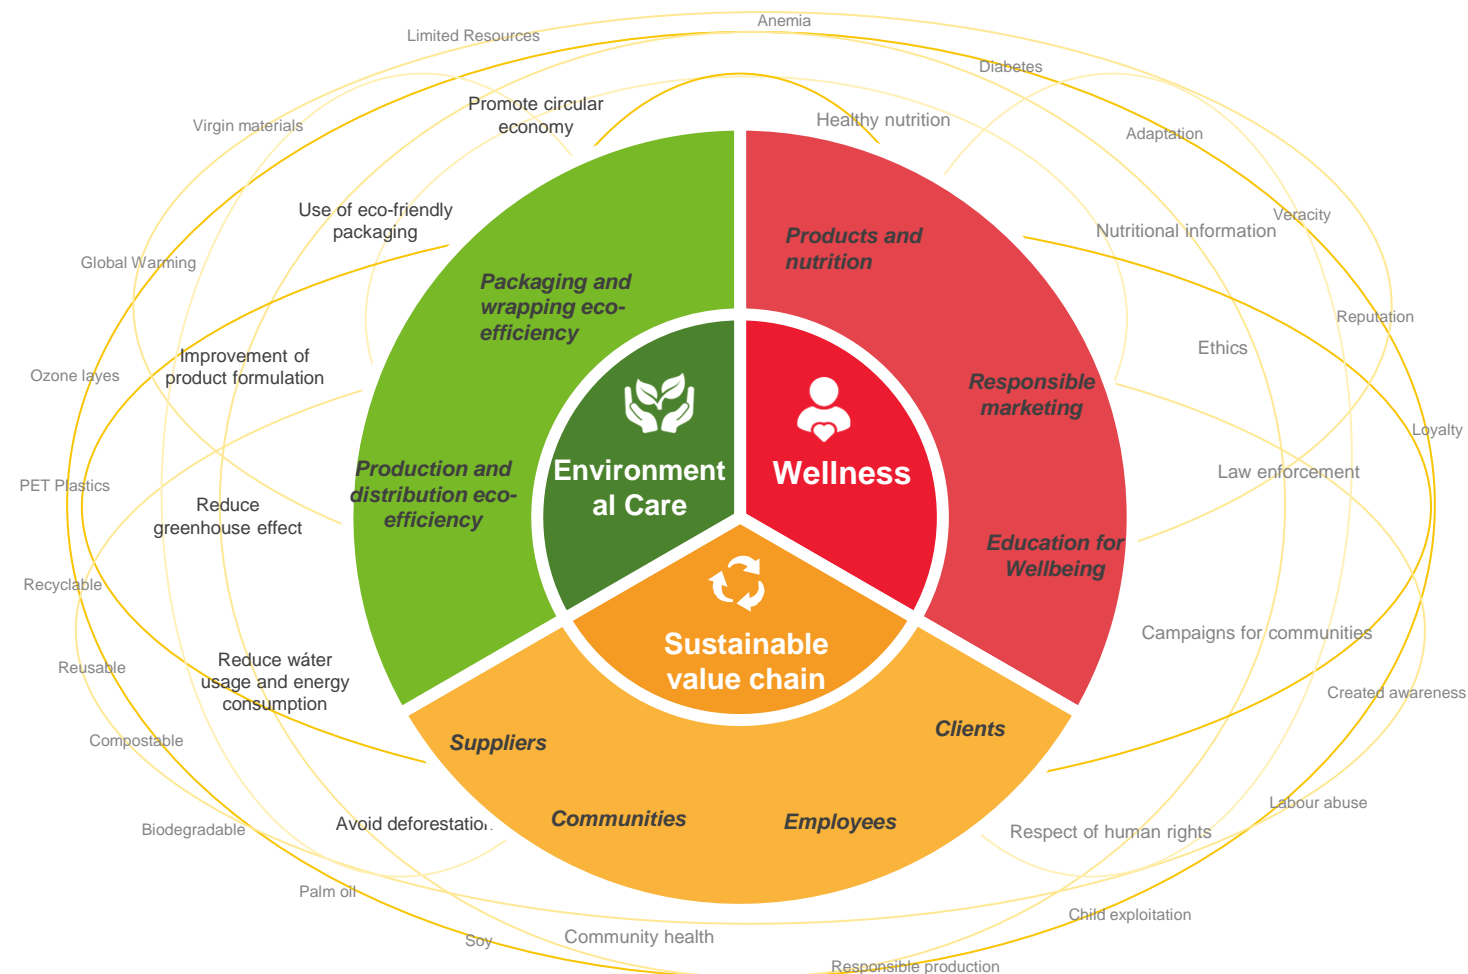 Anemia
Limited Resources
Diabetes
Promote circular
economy
Healthy nutrition
Virgin materials
Adaptation
Use of eco-friendly
packaging
Veracity
Nutritional information
Products and
nutrition
Global Warming
Packaging and
wrapping eco-
efficiency
Reputation
Ethics
Improvement of
product formulation
Ozone layes
Responsible
marketing
Loyalty
Environment
al Care
Wellness
Production and
distribution eco-
efficiency
Law enforcement
PET Plastics
Reduce
greenhouse effect
Education for
Wellbeing
Recyclable
Sustainable
value chain
Campaigns for communities
Reusable
Reduce wáter
usage and energy
consumption
Created awareness
Clients
Suppliers
Compostable
Labour abuse
Biodegradable
Avoid deforestation
Communities
Employees
Respect of human rights
Palm oil
Child exploitation
Soy
Community health
Responsible production